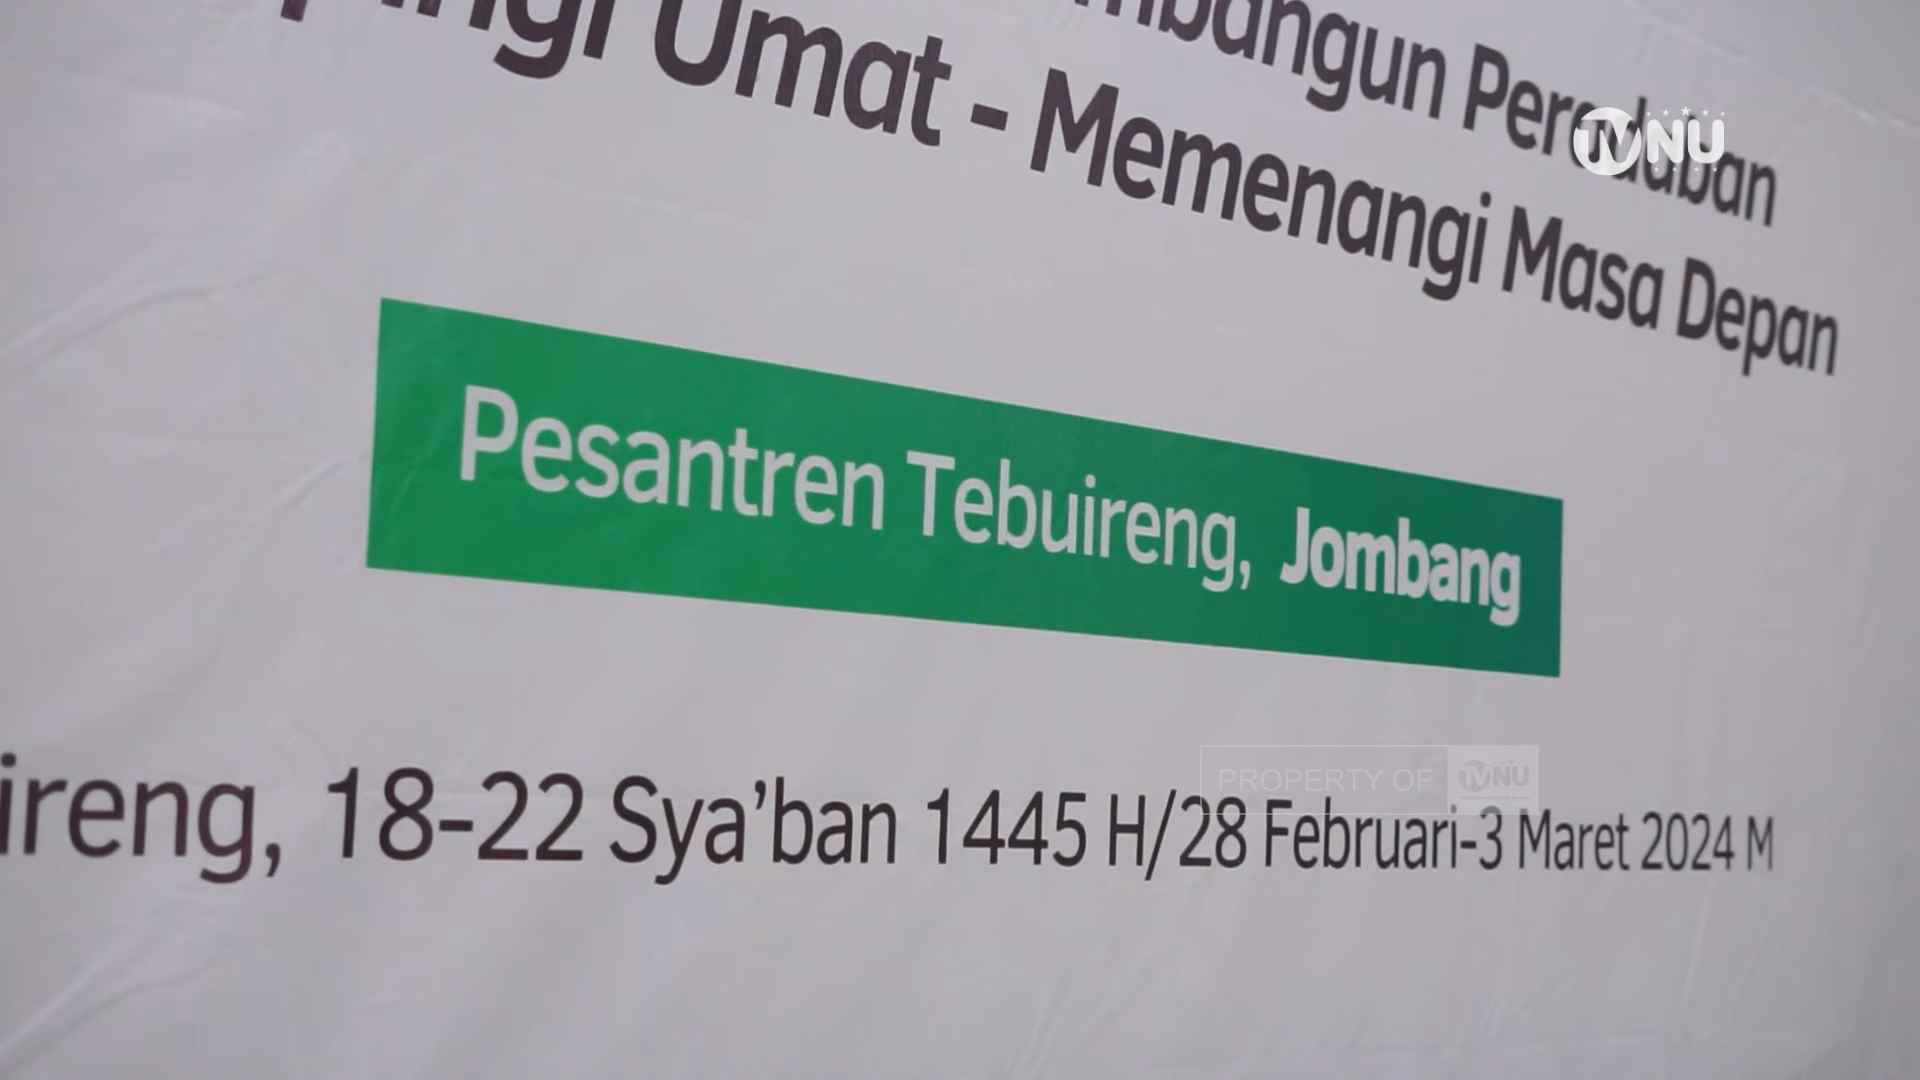 mbangun Peradaban
pingi Umat - Memenangi Masa Depan
TVNU
Pesantren Tebuireng, Jombang
PROPERTY OF TVNU
ireng, 18-22 Sya'ban 1445 H/28 Februari-3 Maret 2024 M